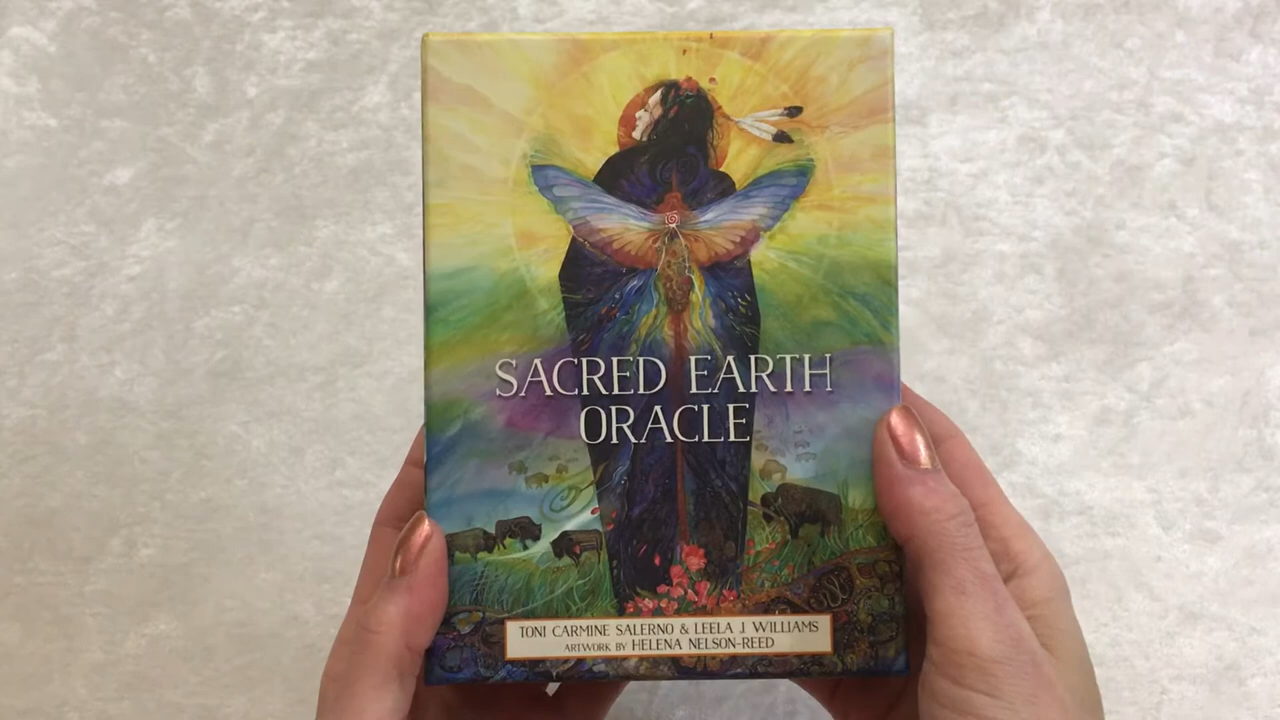 SACRED EARTH
ORACLE
TONI CARMINE SALERNO & LEELA J. WILLIAMS
ARTWORK BY HELENA NELSON-REED